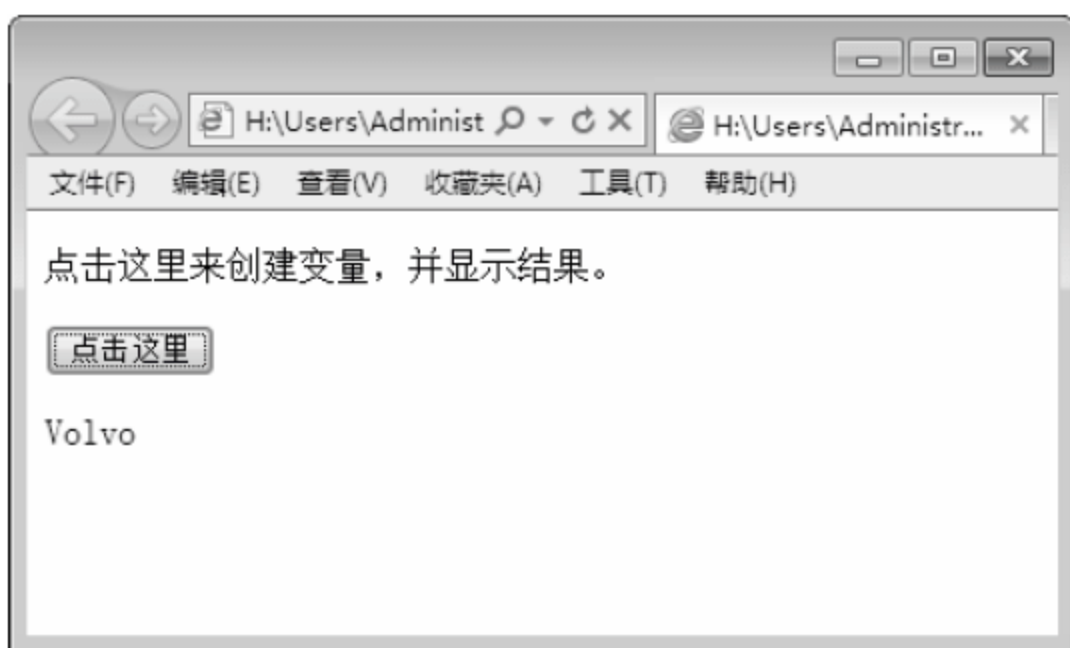 H:\Users\Administ
H:\Users\Administr...
文件(F) 编辑(E) 查看(V) 收藏夹(A) 工具(T) 帮助(H)
点击这里来创建变量，并显示结果。
点击这里
Volvo